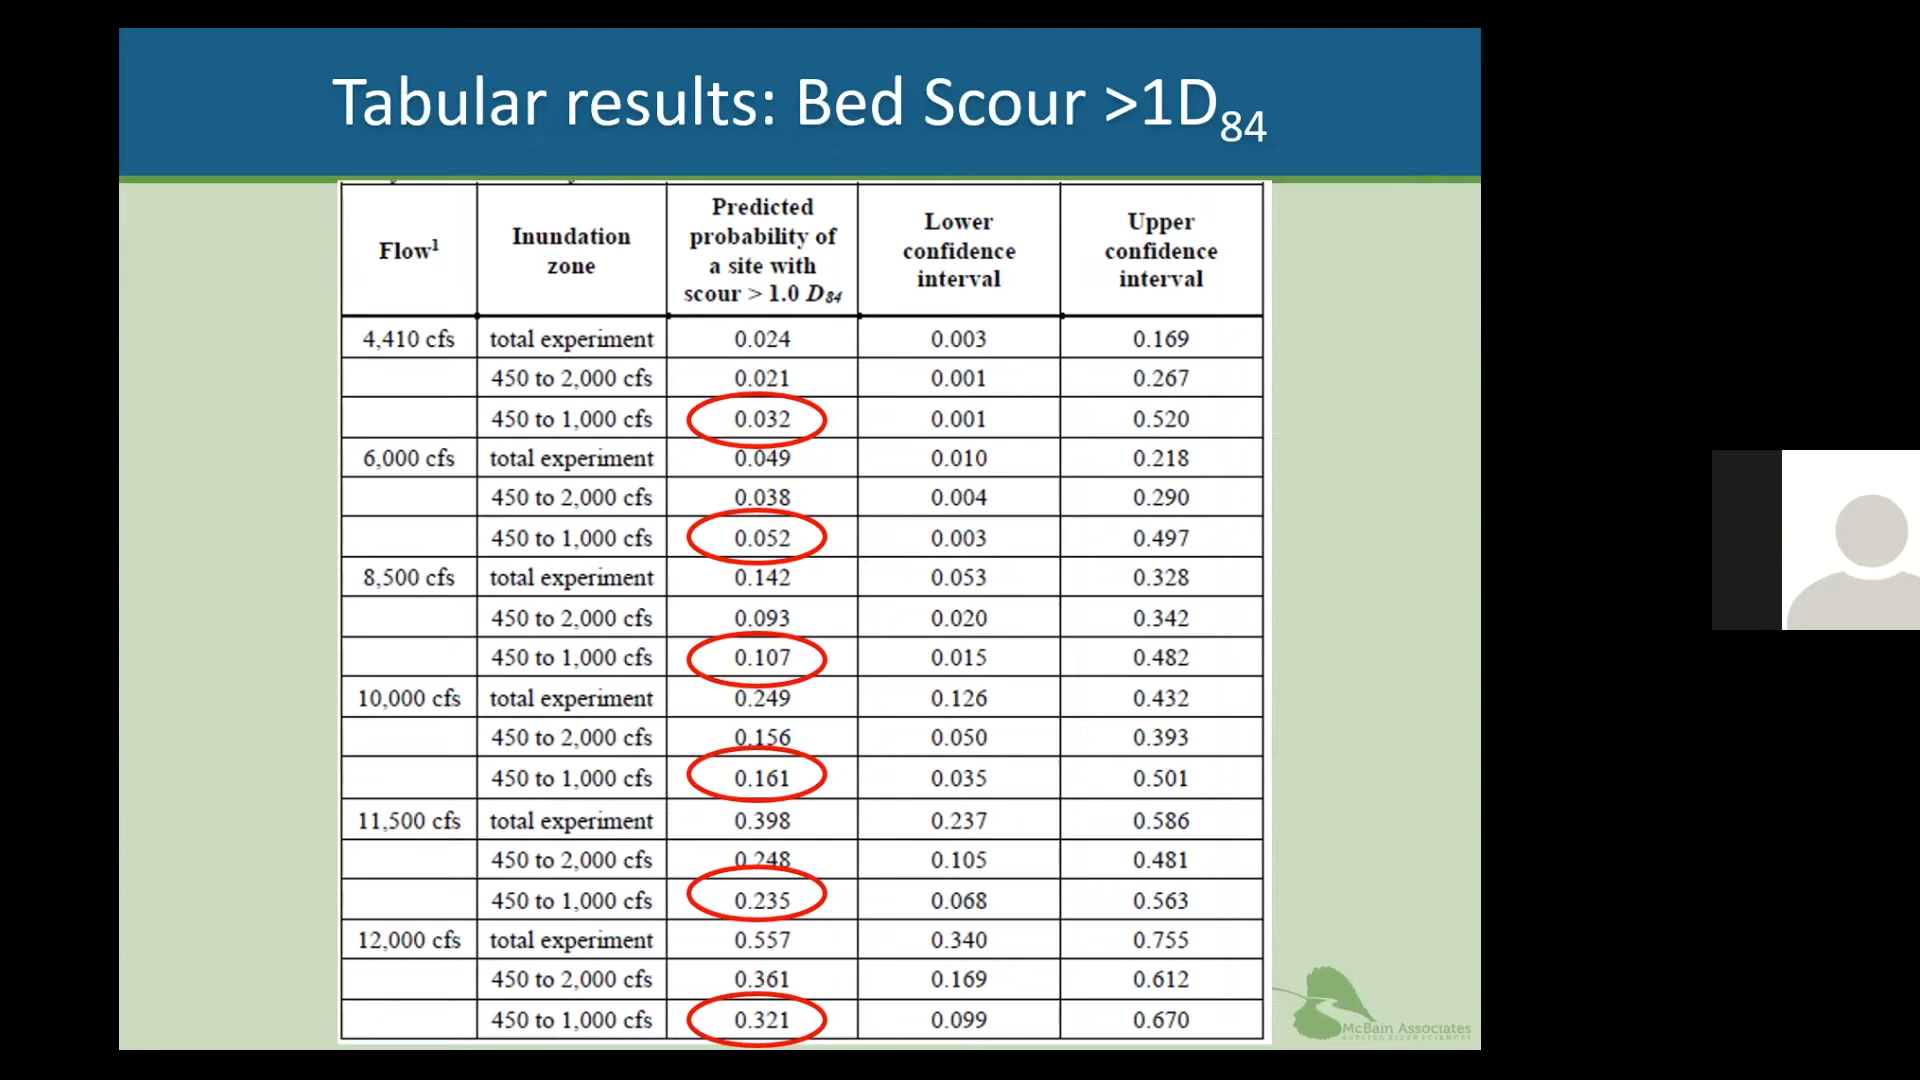 Tabular results: Bed Scour >1D84
Flow1 Inundation zone Predicted probability of a site with scour > 1.0 D84 Lower confidence interval Upper confidence interval
4,410 cfs total experiment 0.024 0.003 0.169
450 to 2,000 cfs 0.021 0.001 0.267
450 to 1,000 cfs 0.032 0.001 0.520
6,000 cfs total experiment 0.049 0.010 0.218
450 to 2,000 cfs 0.038 0.004 0.290
450 to 1,000 cfs 0.052 0.003 0.497
8,500 cfs total experiment 0.142 0.053 0.328
450 to 2,000 cfs 0.093 0.020 0.342
450 to 1,000 cfs 0.107 0.015 0.482
10,000 cfs total experiment 0.249 0.126 0.432
450 to 2,000 cfs 0.156 0.050 0.393
450 to 1,000 cfs 0.161 0.035 0.501
11,500 cfs total experiment 0.398 0.237 0.586
450 to 2,000 cfs 0.248 0.105 0.481
450 to 1,000 cfs 0.235 0.068 0.563
12,000 cfs total experiment 0.557 0.340 0.755
450 to 2,000 cfs 0.361 0.169 0.612
450 to 1,000 cfs 0.321 0.099 0.670
McBain Associates
APPLIED RIVER SCIENCES